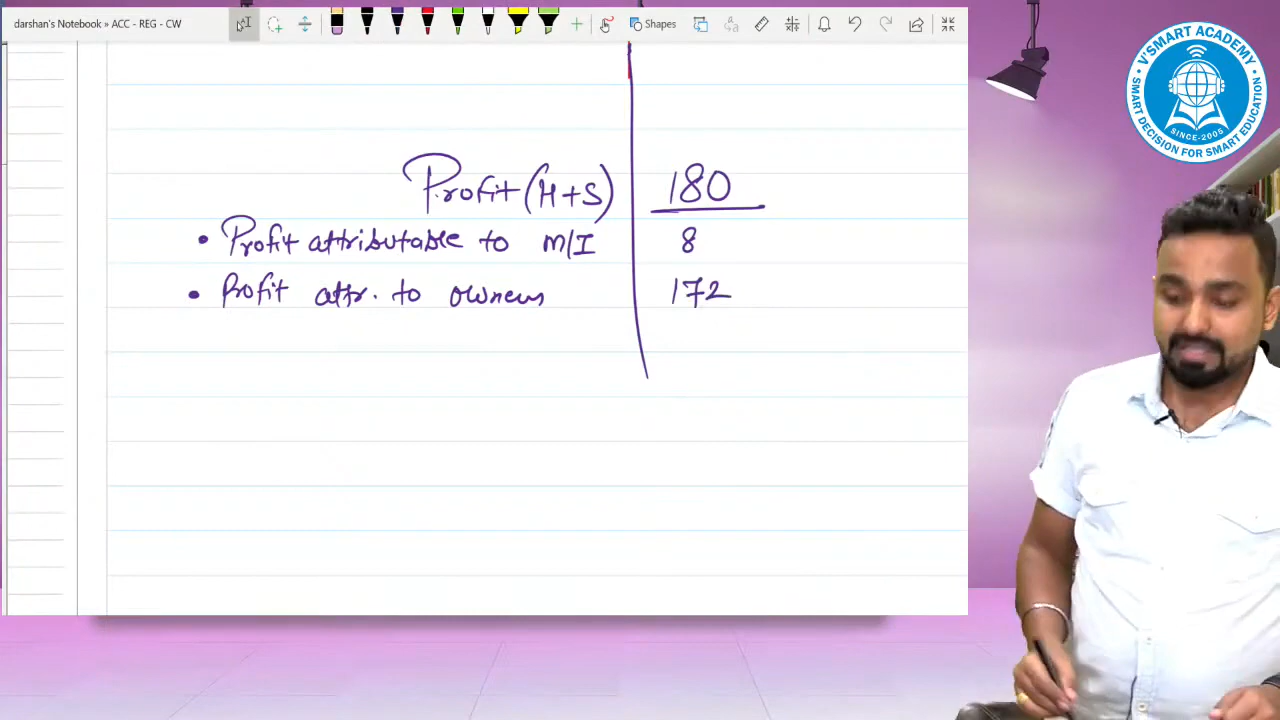 darshan's Notebook » ACC - REG - CW
Shapes
V'SMART ACADEMY
SINCE-2005
SMART DECISION FOR SMART EDUCATION
Profit (H+S) 180
• Profit attributable to M/I 8
• Profit attr. to owners 172